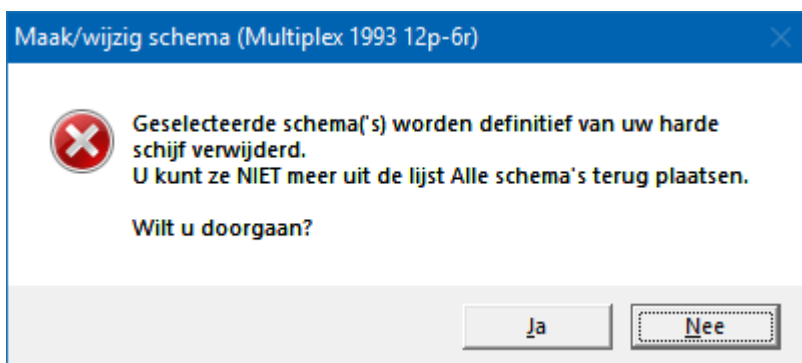 Maak/wijzig schema (Multiplex 1993 12p-6r)
Geselecteerde schema('s) worden definitief van uw harde
schijf verwijderd.
U kunt ze NIET meer uit de lijst Alle schema's terug plaatsen.
Wilt u doorgaan?
Ja
Nee